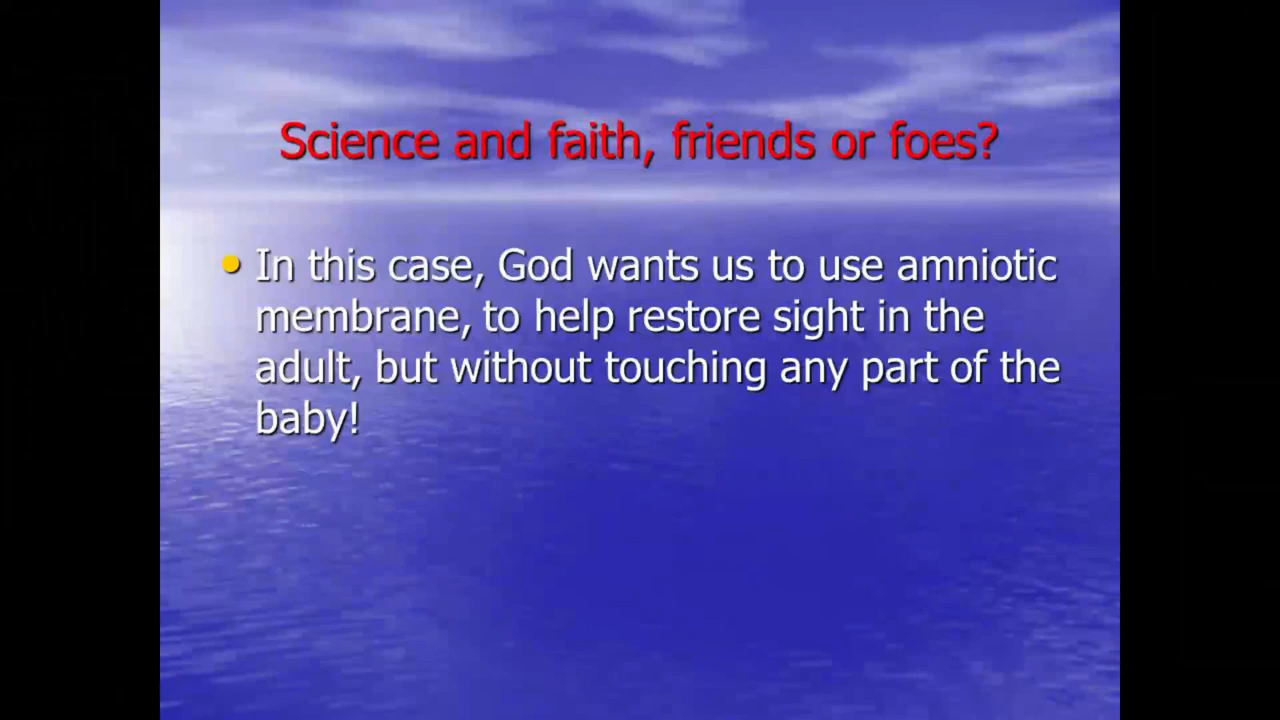 Science and faith, friends or foes?
• In this case, God wants us to use amniotic
membrane, to help restore sight in the
adult, but without touching any part of the
baby!